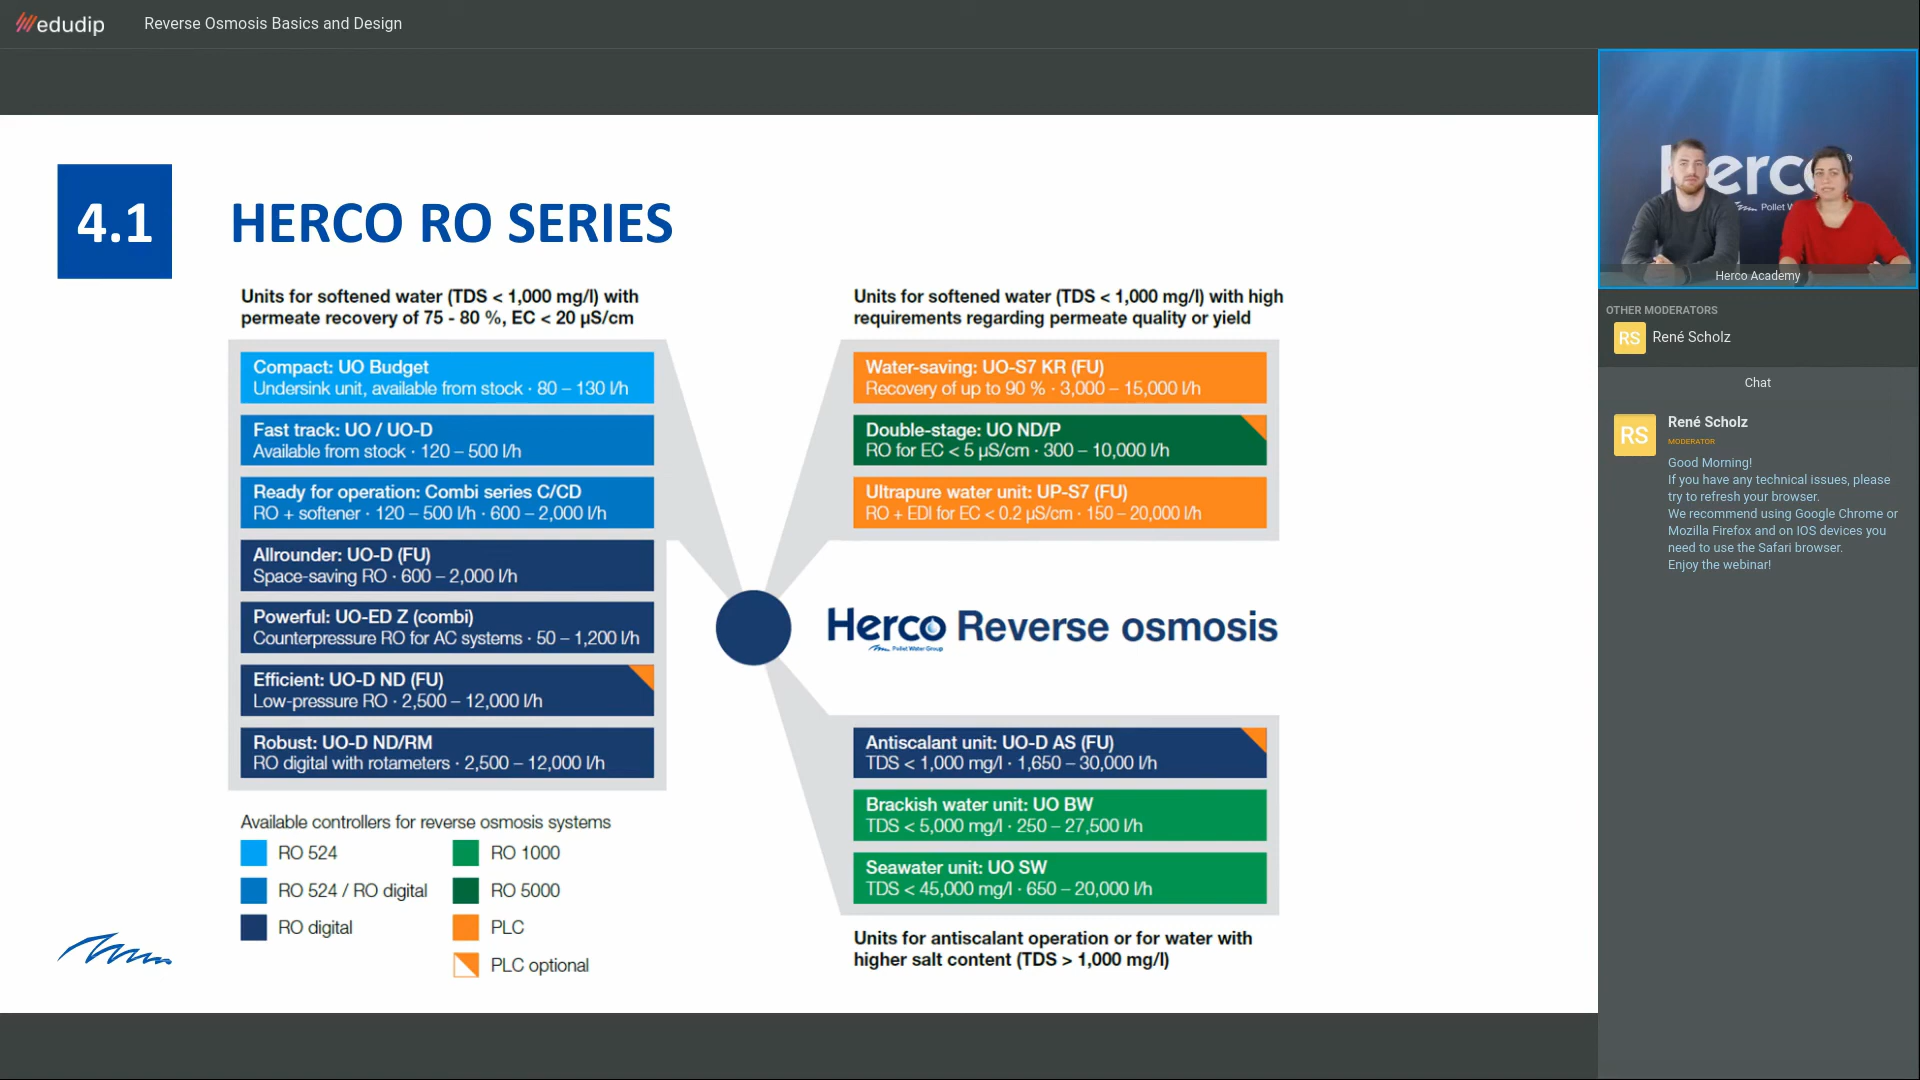 edudip
Reverse Osmosis Basics and Design
4.1
HERCO RO SERIES
Units for softened water (TDS < 1,000 mg/l) with
permeate recovery of 75 - 80 %, EC < 20 µS/cm
Compact: UO Budget
Undersink unit, available from stock · 80 – 130 l/h
Fast track: UO / UO-D
Available from stock · 120 – 500 l/h
Ready for operation: Combi series C/CD
RO + softener · 120 – 500 l/h · 600 – 2,000 l/h
Allrounder: UO-D (FU)
Space-saving RO · 600 – 2,000 l/h
Powerful: UO-ED Z (combi)
Counterpressure RO for AC systems · 50 – 1,200 l/h
Efficient: UO-D ND (FU)
Low-pressure RO · 2,500 – 12,000 l/h
Robust: UO-D ND/RM
RO digital with rotameters · 2,500 – 12,000 l/h
Available controllers for reverse osmosis systems
RO 524
RO 524 / RO digital
RO digital
RO 1000
RO 5000
PLC
PLC optional
Units for softened water (TDS < 1,000 mg/l) with high
requirements regarding permeate quality or yield
Water-saving: UO-S7 KR (FU)
Recovery of up to 90 % · 3,000 – 15,000 l/h
Double-stage: UO ND/P
RO for EC < 5 µS/cm · 300 – 10,000 l/h
Ultrapure water unit: UP-S7 (FU)
RO + EDI for EC < 0.2 µS/cm · 150 – 20,000 l/h
Herco Reverse osmosis
Pollet Water Group
Antiscalant unit: UO-D AS (FU)
TDS < 1,000 mg/l · 1,650 – 30,000 l/h
Brackish water unit: UO BW
TDS < 5,000 mg/l · 250 – 27,500 l/h
Seawater unit: UO SW
TDS < 45,000 mg/l · 650 – 20,000 l/h
Units for antiscalant operation or for water with
higher salt content (TDS > 1,000 mg/l)
Herco
Pollet W
Herco Academy
OTHER MODERATORS
RS
René Scholz
Chat
RS
René Scholz
MODERATOR
Good Morning!
If you have any technical issues, please
try to refresh your browser.
We recommend using Google Chrome or
Mozilla Firefox and on IOS devices you
need to use the Safari browser.
Enjoy the webinar!